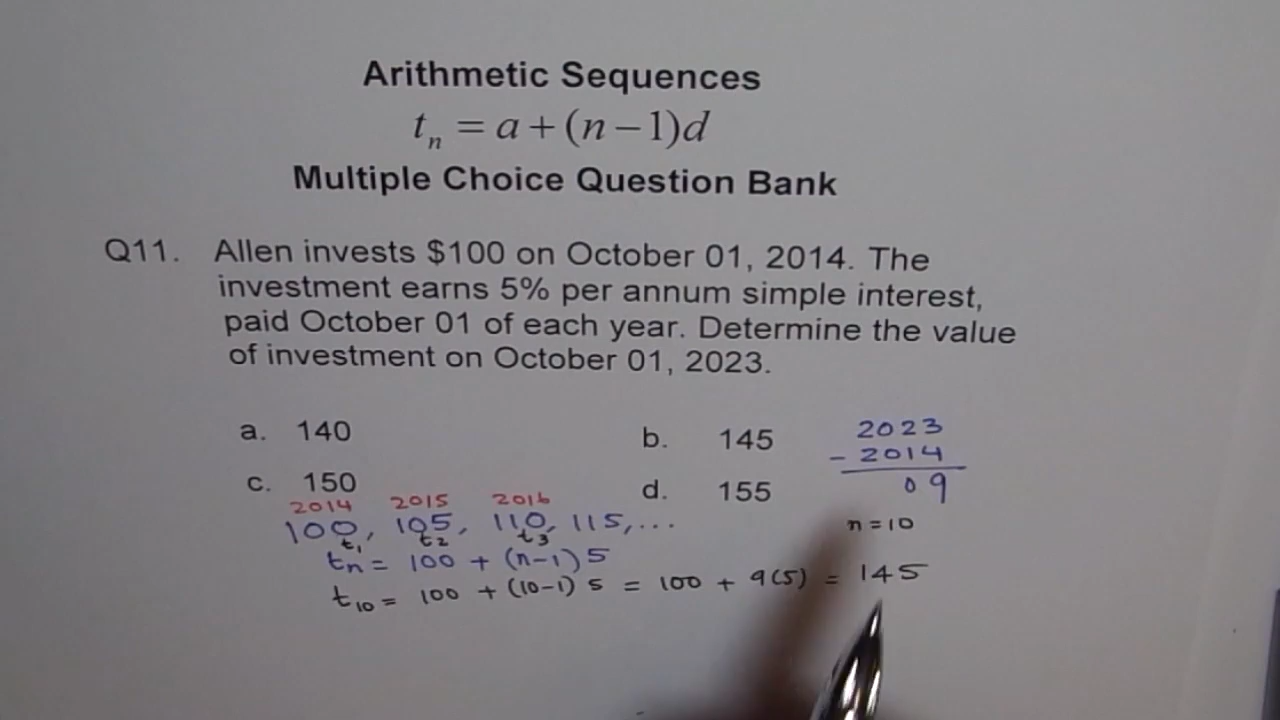 Arithmetic Sequences
tₙ = a + (n − 1)d
Multiple Choice Question Bank
Q11. Allen invests $100 on October 01, 2014. The
investment earns 5% per annum simple interest,
paid October 01 of each year. Determine the value
of investment on October 01, 2023.
a. 140
b. 145
c. 150
d. 155
2023
- 2014
09
n = 10
2014 2015 2016
100, 105, 110, 115, ...
t₁ t₂ t₃
tn = 100 + (n-1) 5
t₁₀ = 100 + (10-1) 5 = 100 + 9(5) = 145